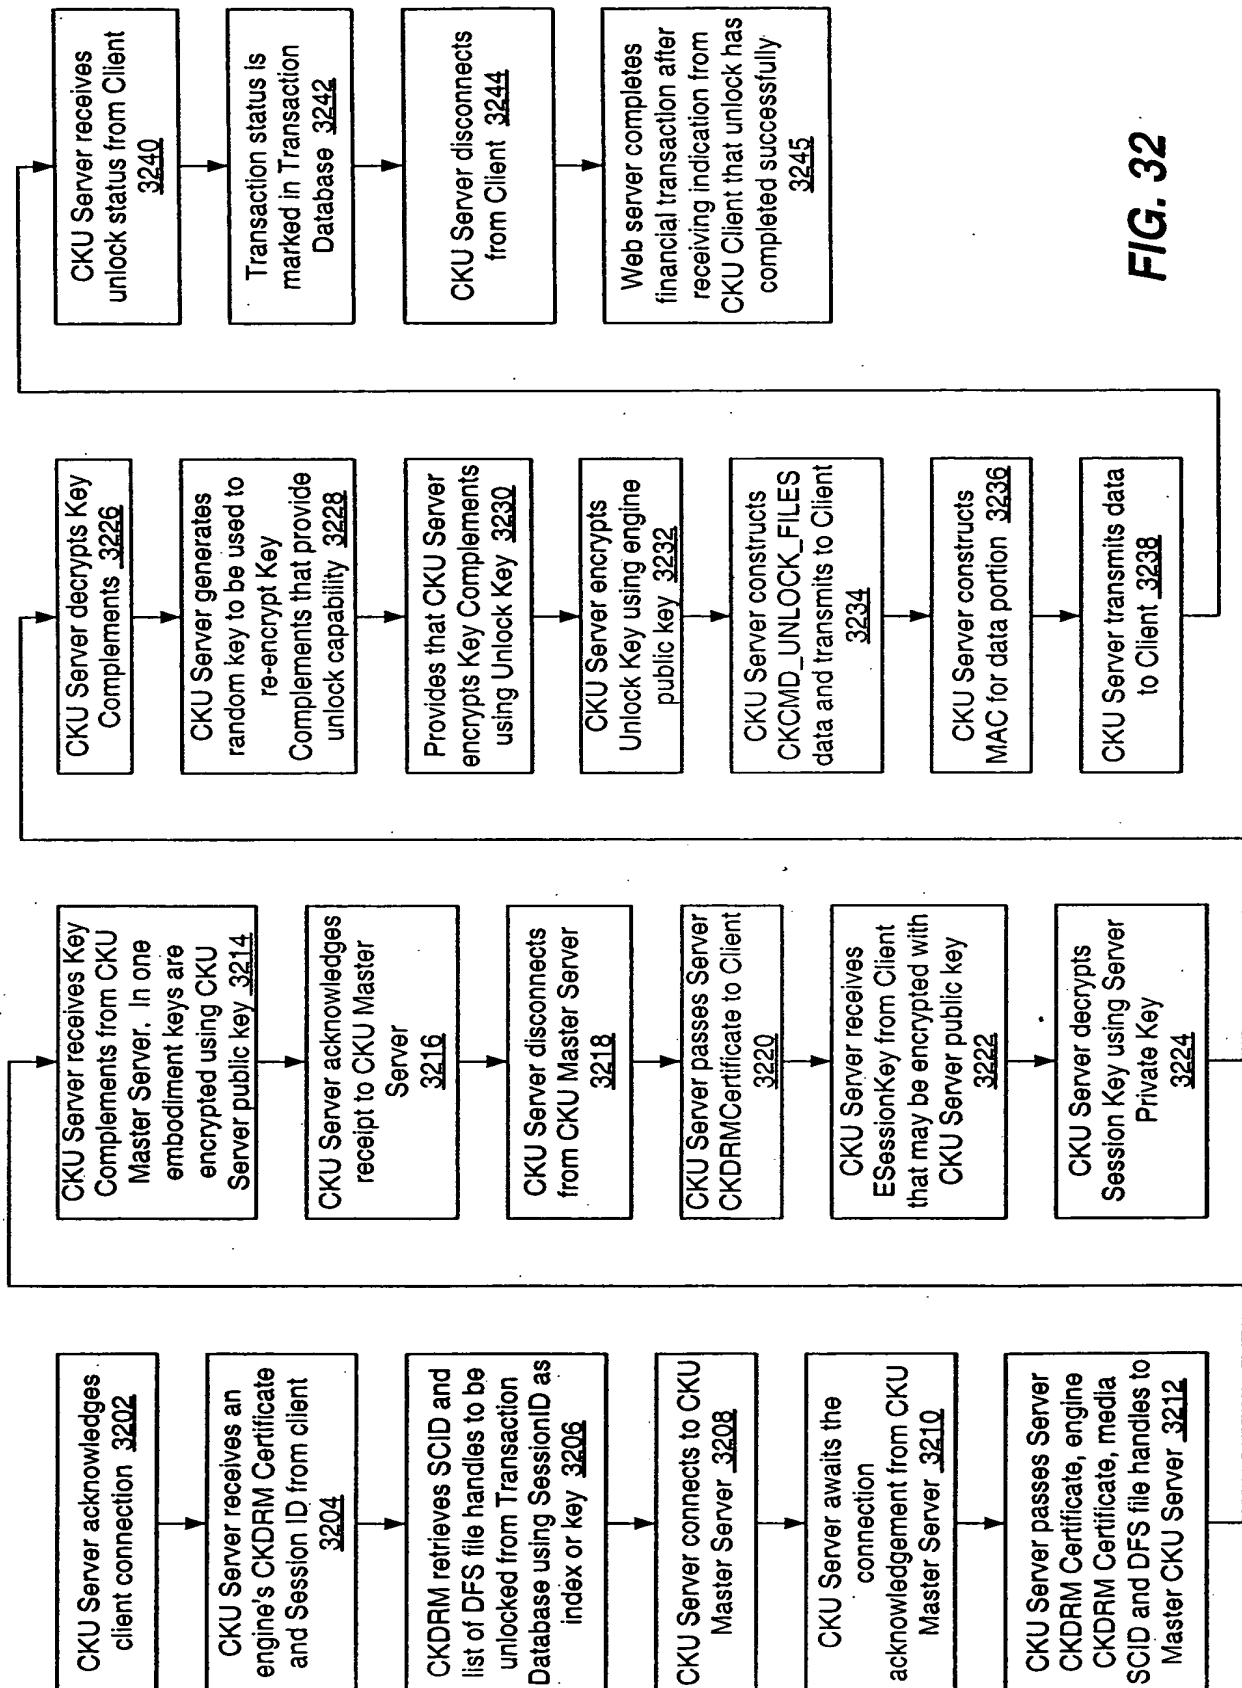 CKU Server acknowledges
client connection 3202
CKU Server receives an
engine's CKDRM Certificate
and Session ID from client
3204
CKDRM retrieves SCID and
list of DFS file handles to be
unlocked from Transaction
Database using SessionID as
index or key 3206
CKU Server connects to CKU
Master Server 3208
CKU Server awaits the
connection
acknowledgement from CKU
Master Server 3210
CKU Server passes Server
CKDRM Certificate, engine
CKDRM Certificate, media
SCID and DFS file handles to
Master CKU Server 3212
CKU Server receives Key
Complements from CKU
Master Server. In one
embodiment keys are
encrypted using CKU
Server public key 3214
CKU Server acknowledges
receipt to CKU Master
Server
3216
CKU Server disconnects
from CKU Master Server
3218
CKU Server passes Server
CKDRMCertificate to Client
3220
CKU Server receives
ESessionKey from Client
that may be encrypted with
CKU Server public key
3222
CKU Server decrypts
Session Key using Server
Private Key
3224
CKU Server decrypts Key
Complements 3226
CKU Server generates
random key to be used to
re-encrypt Key
Complements that provide
unlock capability 3228
Provides that CKU Server
encrypts Key Complements
using Unlock Key 3230
CKU Server encrypts
Unlock Key using engine
public key 3232
CKU Server constructs
CKCMD_UNLOCK_FILES
data and transmits to Client
3234
CKU Server constructs
MAC for data portion 3236
CKU Server transmits data
to Client 3238
CKU Server receives
unlock status from Client
3240
Transaction status is
marked in Transaction
Database 3242
CKU Server disconnects
from Client 3244
Web server completes
financial transaction after
receiving indication from
CKU Client that unlock has
completed successfully
3245
FIG. 32